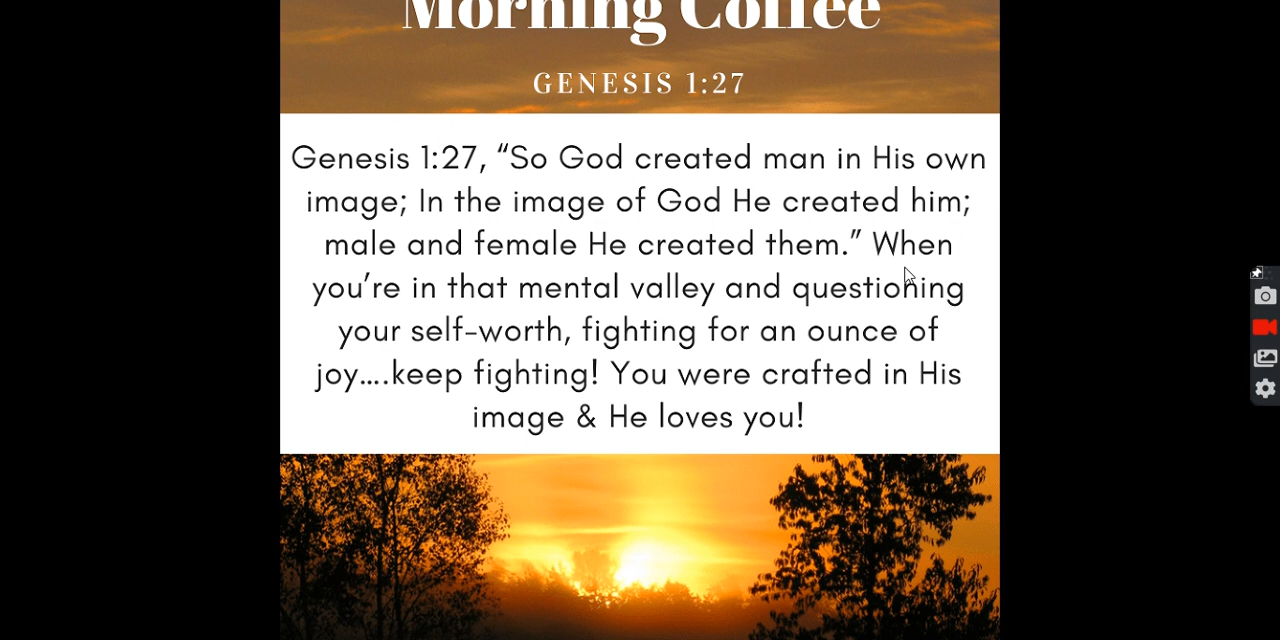 Morning Coffee
GENESIS 1:27
Genesis 1:27, “So God created man in His own
image; In the image of God He created him;
male and female He created them.” When
you’re in that mental valley and questioning
your self-worth, fighting for an ounce of
joy....keep fighting! You were crafted in His
image & He loves you!